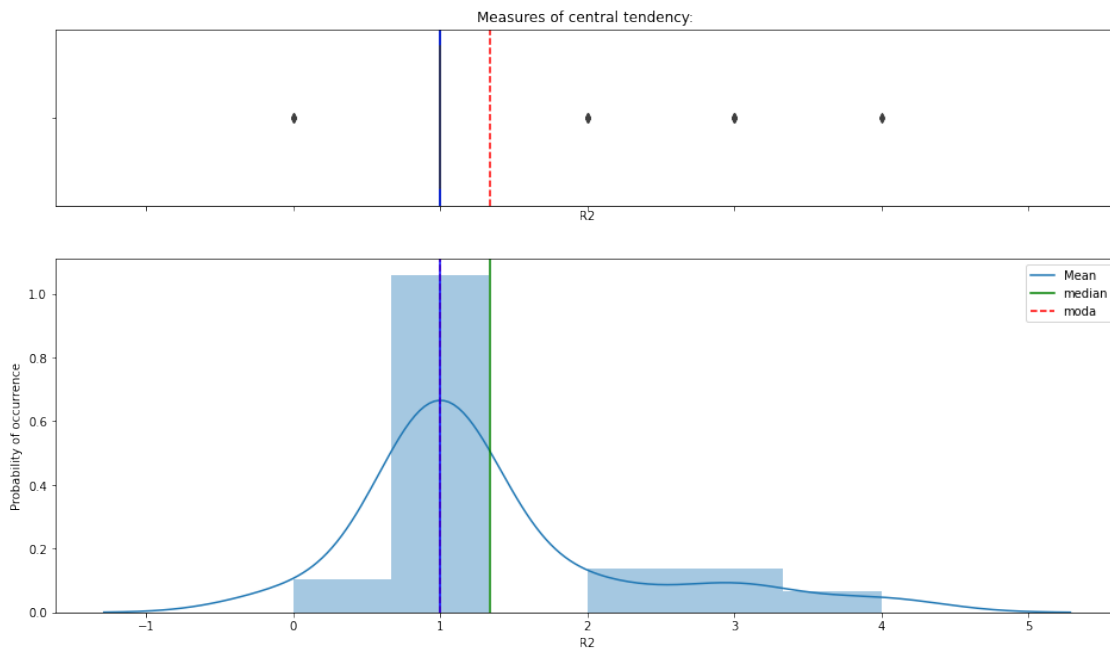 Measures of central tendency:
R2
Mean
median
moda
Probability of occurrence
1.0
0.8
0.6
0.4
0.2
0.0
−1
0
1
2
3
4
5
R2